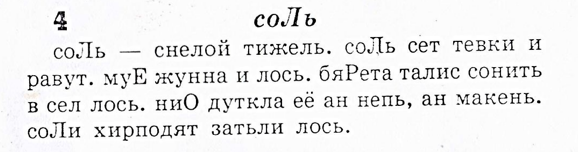 4 соЛь
соЛь — снелой тижель. соЛь сет тевки и
равут. муЕ жунна и лось. бяРета талис сонить
в сел лось. ниО дуткла её ан непь, ан макень.
соЛи хирподят затьли лось.